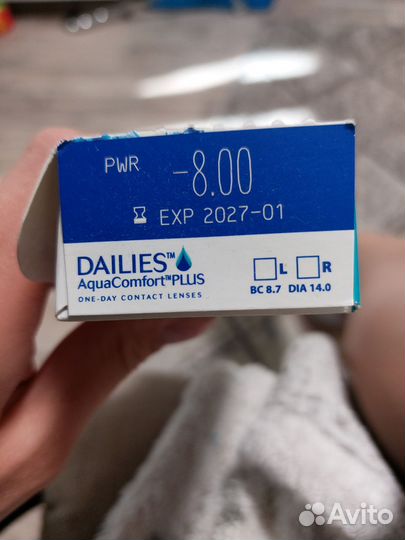 PWR -8.00
EXP 2027-01
DAILIES™
AquaComfort™PLUS
ONE-DAY CONTACT LENSES
L R
BC 8.7 DIA 14.0
Avito